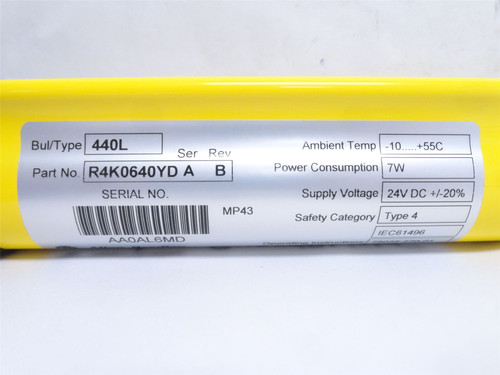 Bul/Type 440L
Ser Rev
Part No. R4K0640YD A B
SERIAL NO.
AA0AL6MD
MP43
Ambient Temp -10.....+55C
Power Consumption 7W
Supply Voltage 24V DC +/-20%
Safety Category Type 4
IEC61496